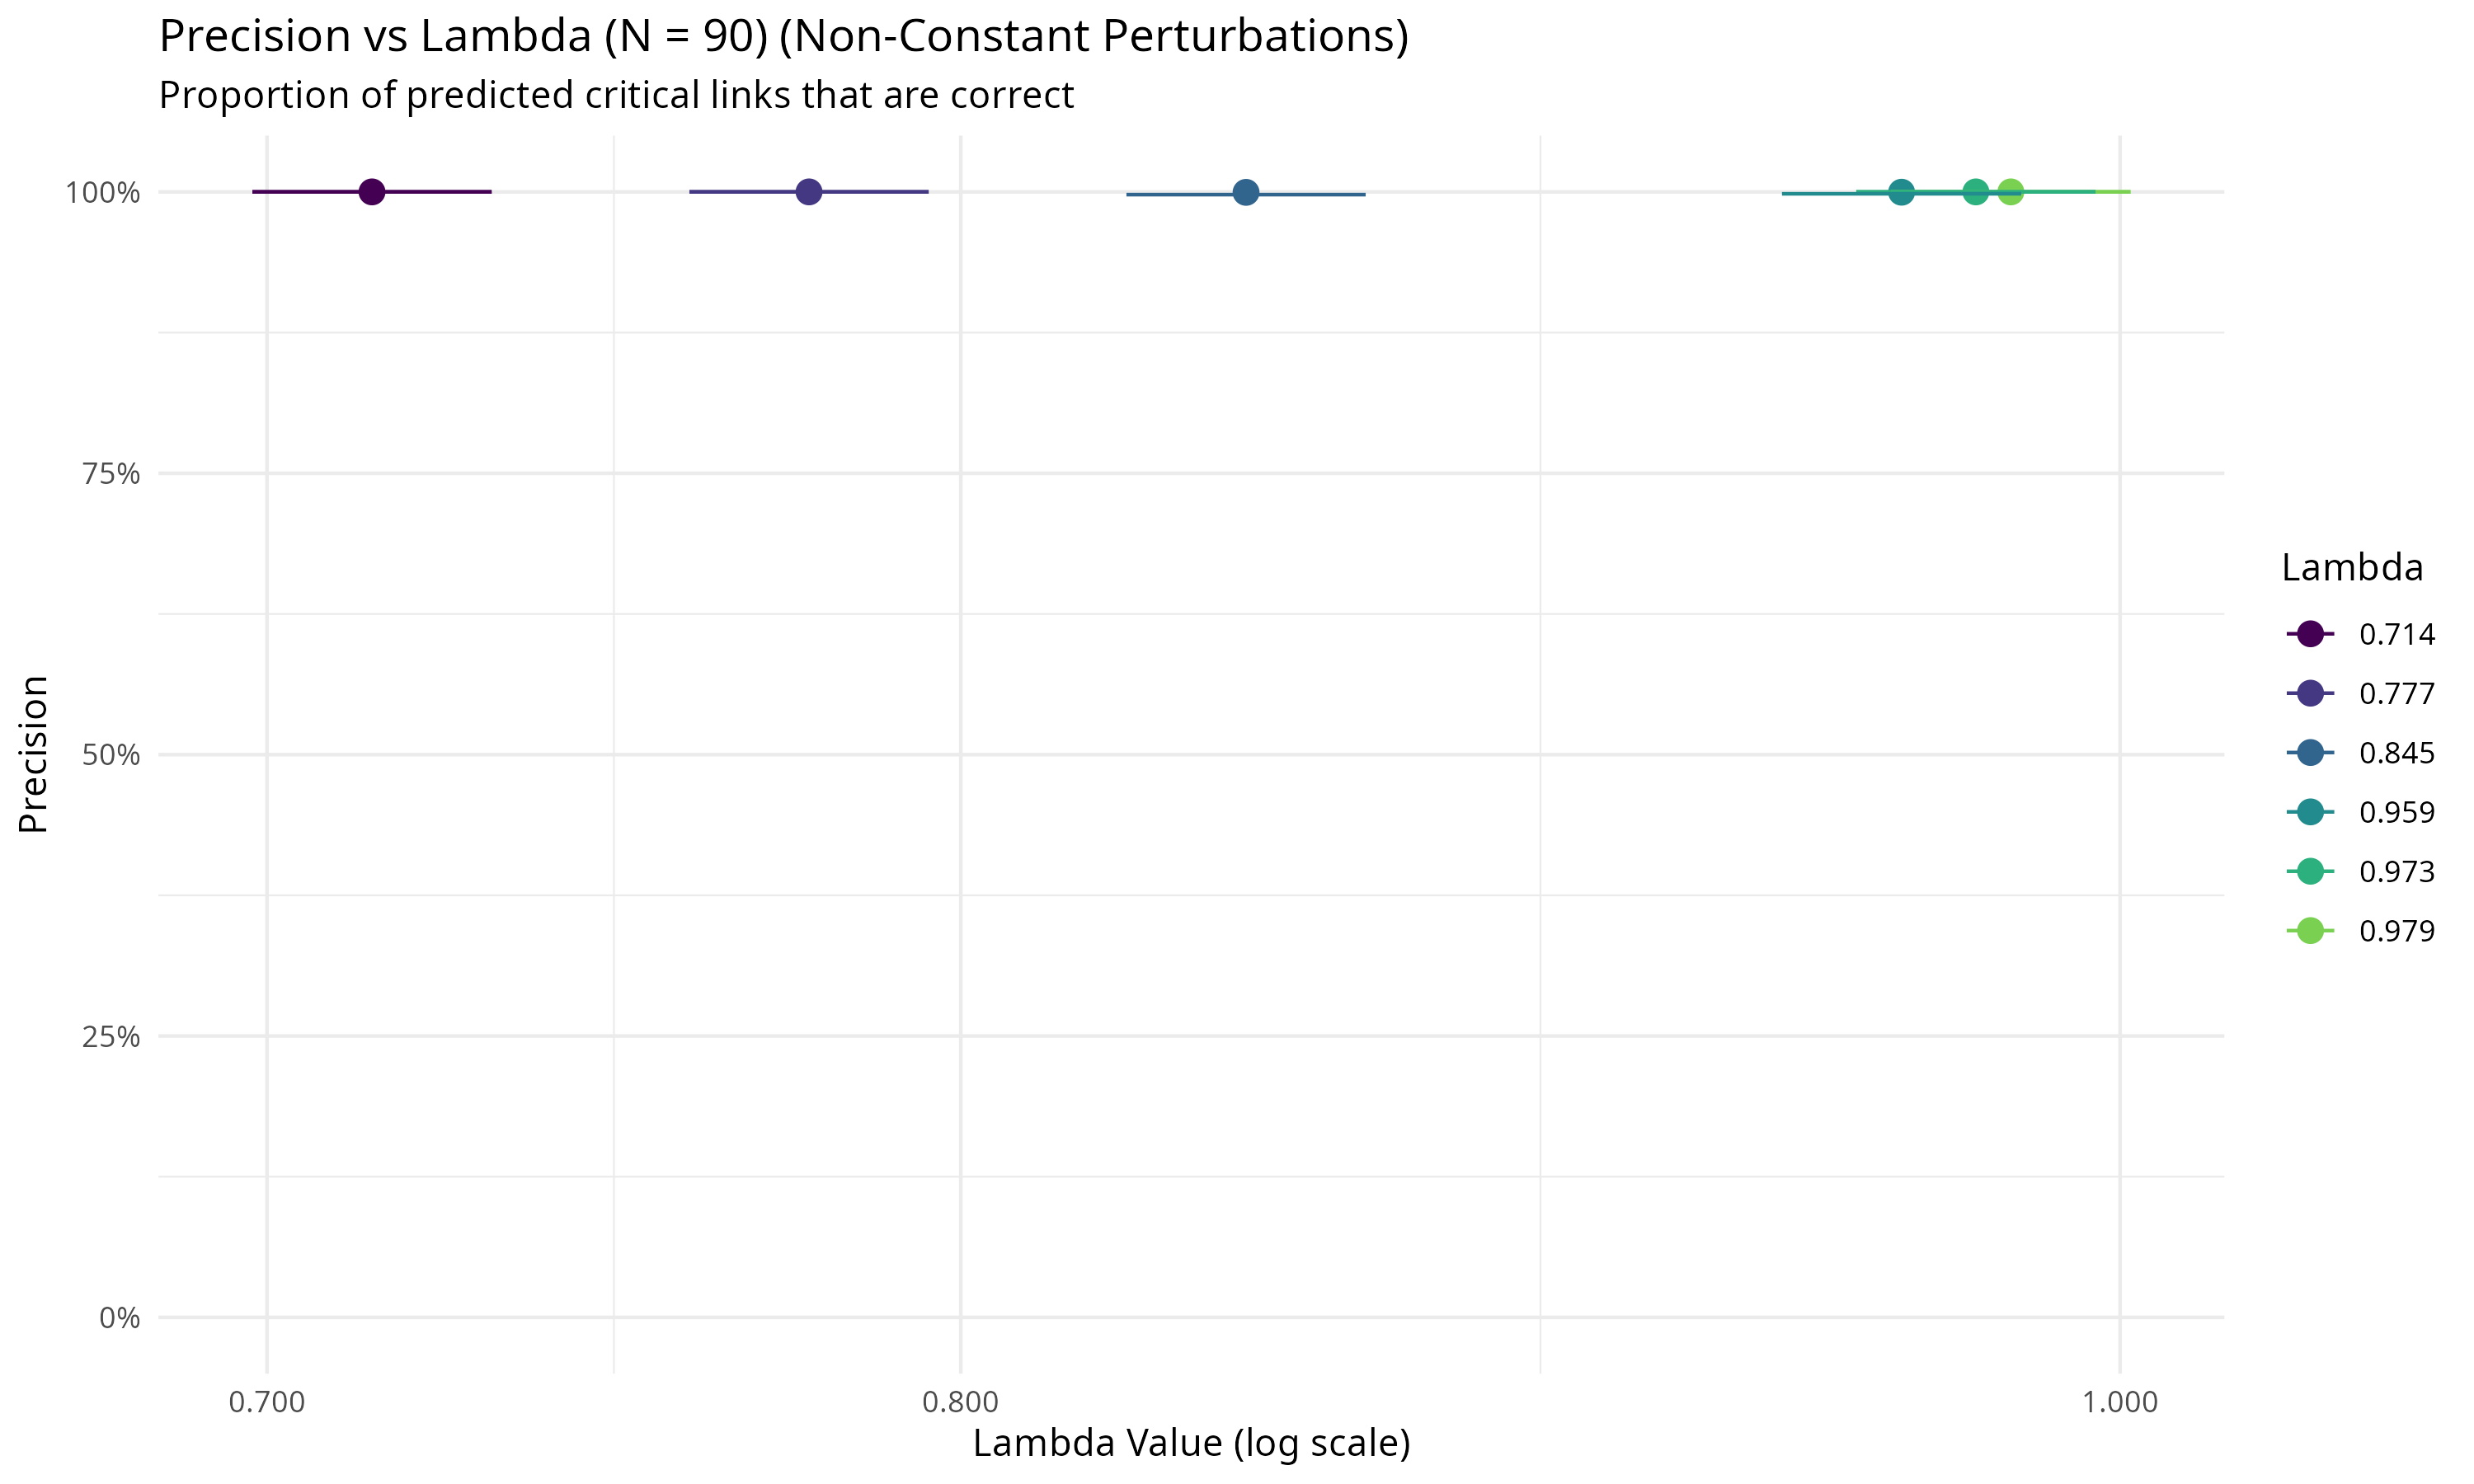 Precision vs Lambda (N = 90) (Non-Constant Perturbations)
Proportion of predicted critical links that are correct
Precision
100%
75%
50%
25%
0%
0.700
0.800
1.000
Lambda Value (log scale)
Lambda
0.714
0.777
0.845
0.959
0.973
0.979